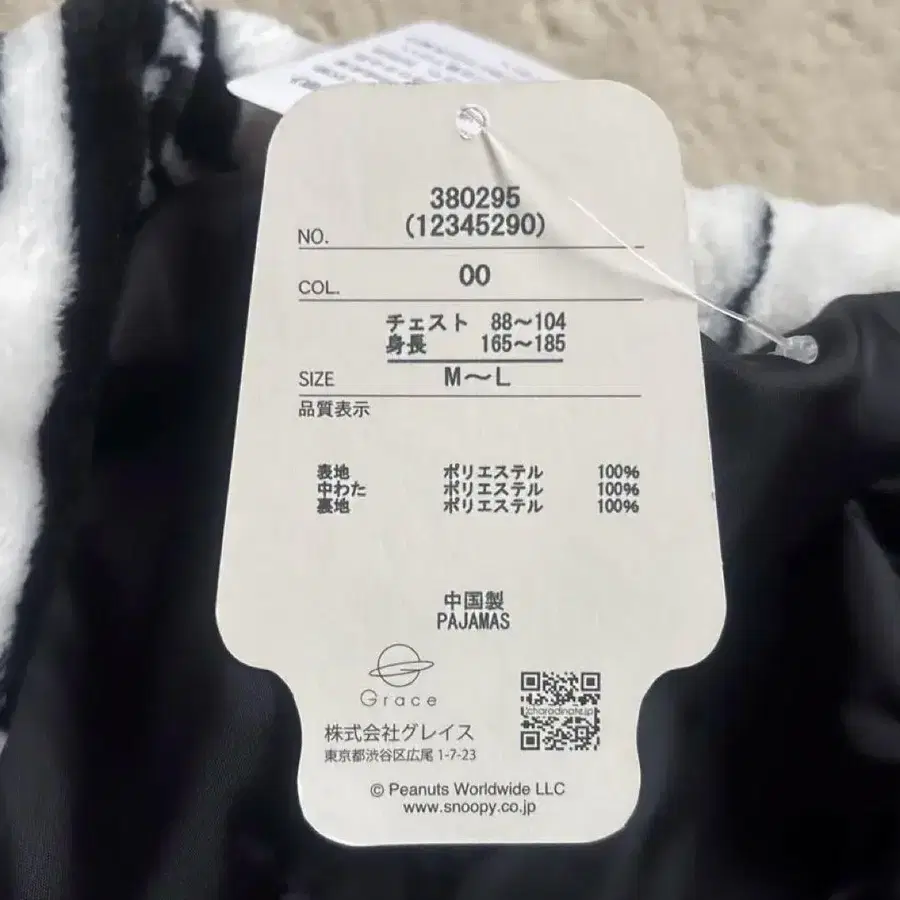 380295
(12345290)
NO.
COL. 00
チェスト 88〜104
身長 165〜185
SIZE M〜L
品質表示
表地 ポリエステル 100%
中わた ポリエステル 100%
裏地 ポリエステル 100%
中国製
PAJAMAS
Grace
株式会社グレイス
東京都渋谷区広尾 1-7-23
© Peanuts Worldwide LLC
www.snoopy.co.jp